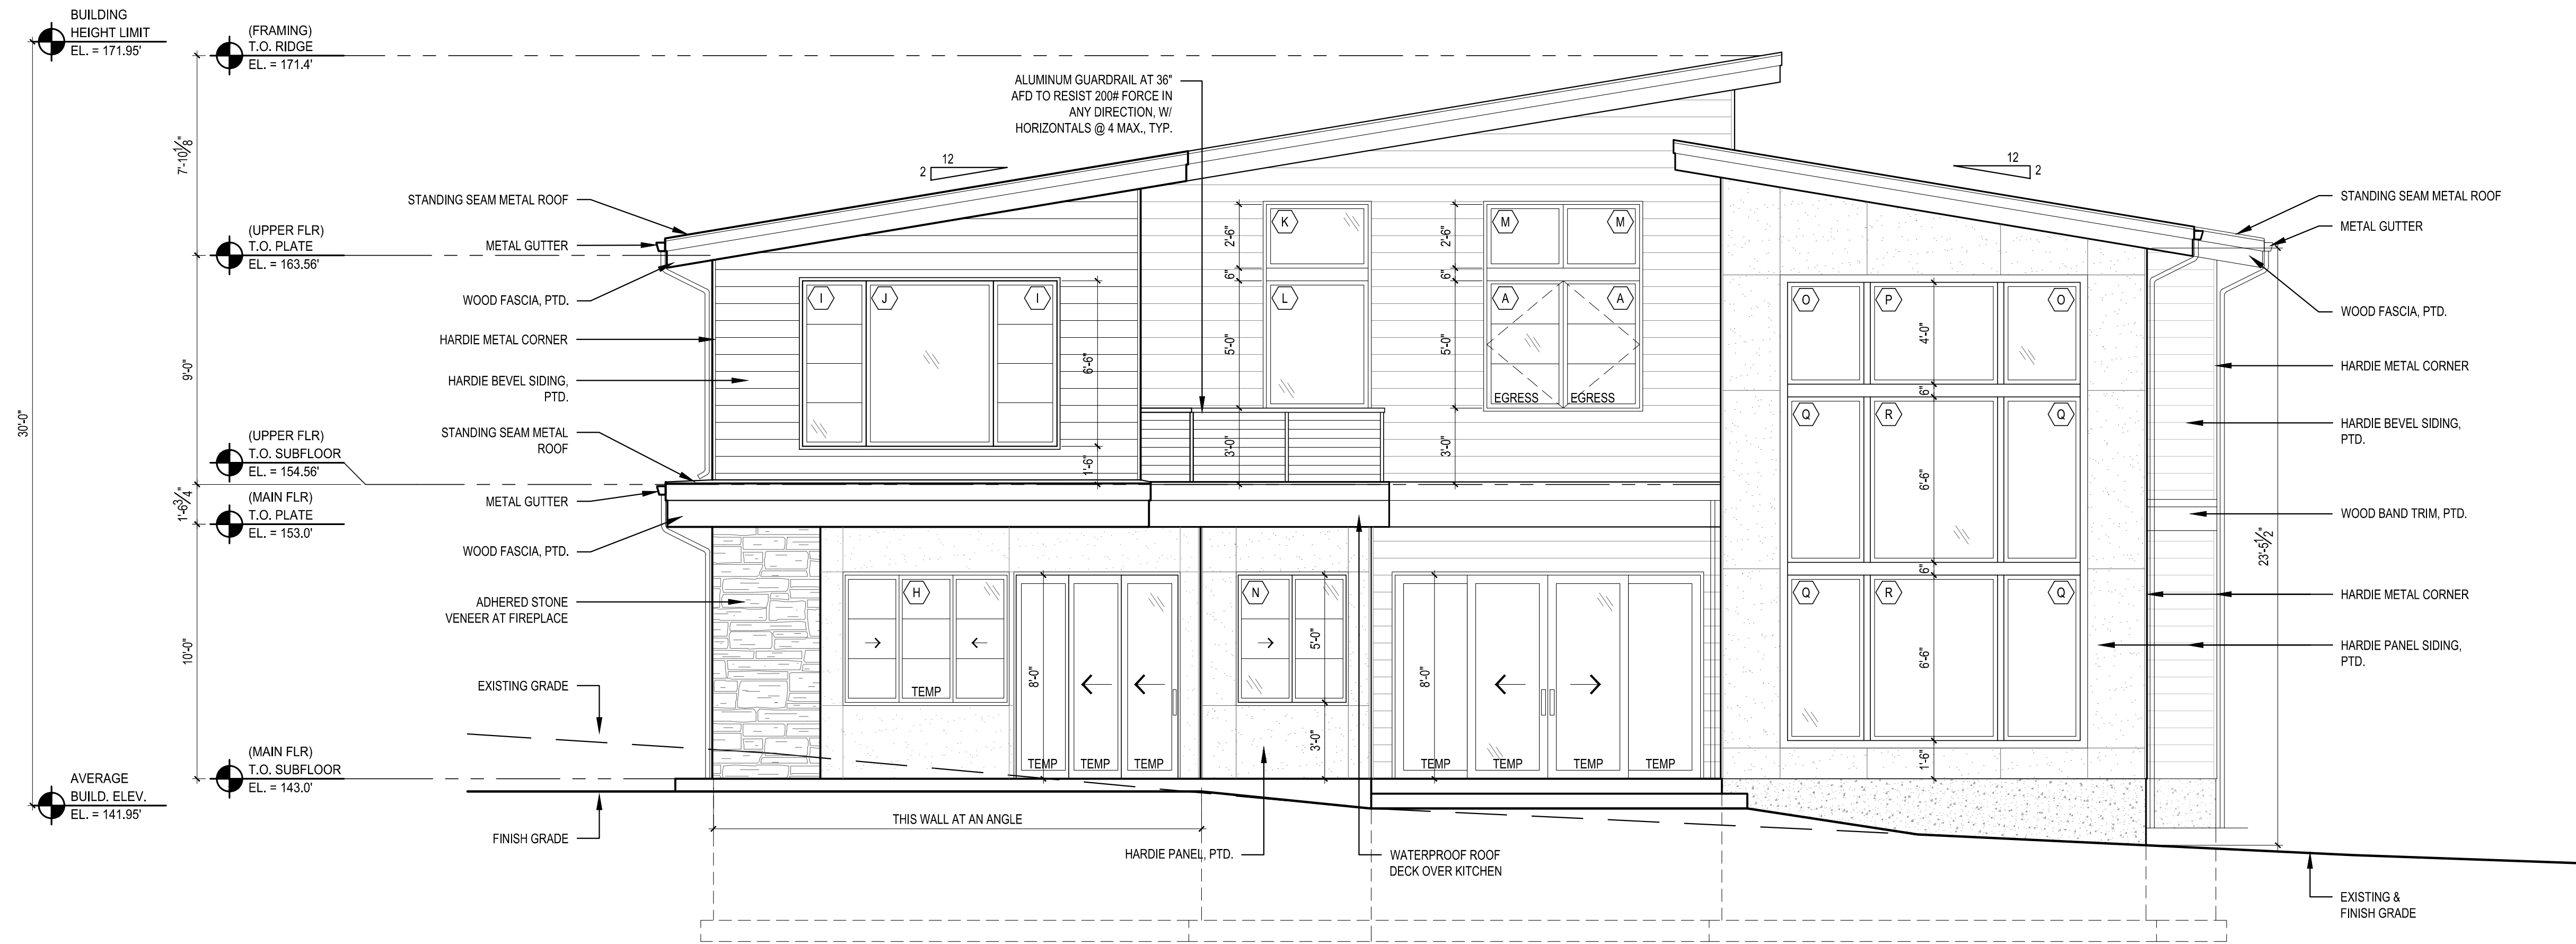 BUILDING
HEIGHT LIMIT
EL. = 171.95'
(FRAMING)
T.O. RIDGE
EL. = 171.4'
7'-10 1/8"
(UPPER FLR)
T.O. PLATE
EL. = 163.56'
9'-0"
30'-0"
(UPPER FLR)
T.O. SUBFLOOR
EL. = 154.56'
1'-6 3/4"
(MAIN FLR)
T.O. PLATE
EL. = 153.0'
10'-0"
(MAIN FLR)
T.O. SUBFLOOR
EL. = 143.0'
AVERAGE
BUILD. ELEV.
EL. = 141.95'
STANDING SEAM METAL ROOF
METAL GUTTER
WOOD FASCIA, PTD.
HARDIE METAL CORNER
HARDIE BEVEL SIDING,
PTD.
STANDING SEAM METAL
ROOF
METAL GUTTER
WOOD FASCIA, PTD.
ADHERED STONE
VENEER AT FIREPLACE
EXISTING GRADE
FINISH GRADE
ALUMINUM GUARDRAIL AT 36"
AFD TO RESIST 200# FORCE IN
ANY DIRECTION, W/
HORIZONTALS @ 4 MAX., TYP.
12
2
12
2
I
J
I
6'-6"
1'-6"
K
L
2'-6"
6"
5'-0"
3'-0"
M
M
A
A
EGRESS
EGRESS
2'-6"
6"
5'-0"
3'-0"
O
P
O
4'-0"
6"
Q
R
Q
6'-6"
6"
Q
R
Q
6'-6"
1'-6"
H
TEMP
8'-0"
TEMP
TEMP
TEMP
N
5'-0"
3'-0"
8'-0"
TEMP
TEMP
TEMP
TEMP
THIS WALL AT AN ANGLE
HARDIE PANEL, PTD.
WATERPROOF ROOF
DECK OVER KITCHEN
STANDING SEAM METAL ROOF
METAL GUTTER
WOOD FASCIA, PTD.
HARDIE METAL CORNER
HARDIE BEVEL SIDING,
PTD.
WOOD BAND TRIM, PTD.
23'-5 1/2"
HARDIE METAL CORNER
HARDIE PANEL SIDING,
PTD.
EXISTING &
FINISH GRADE